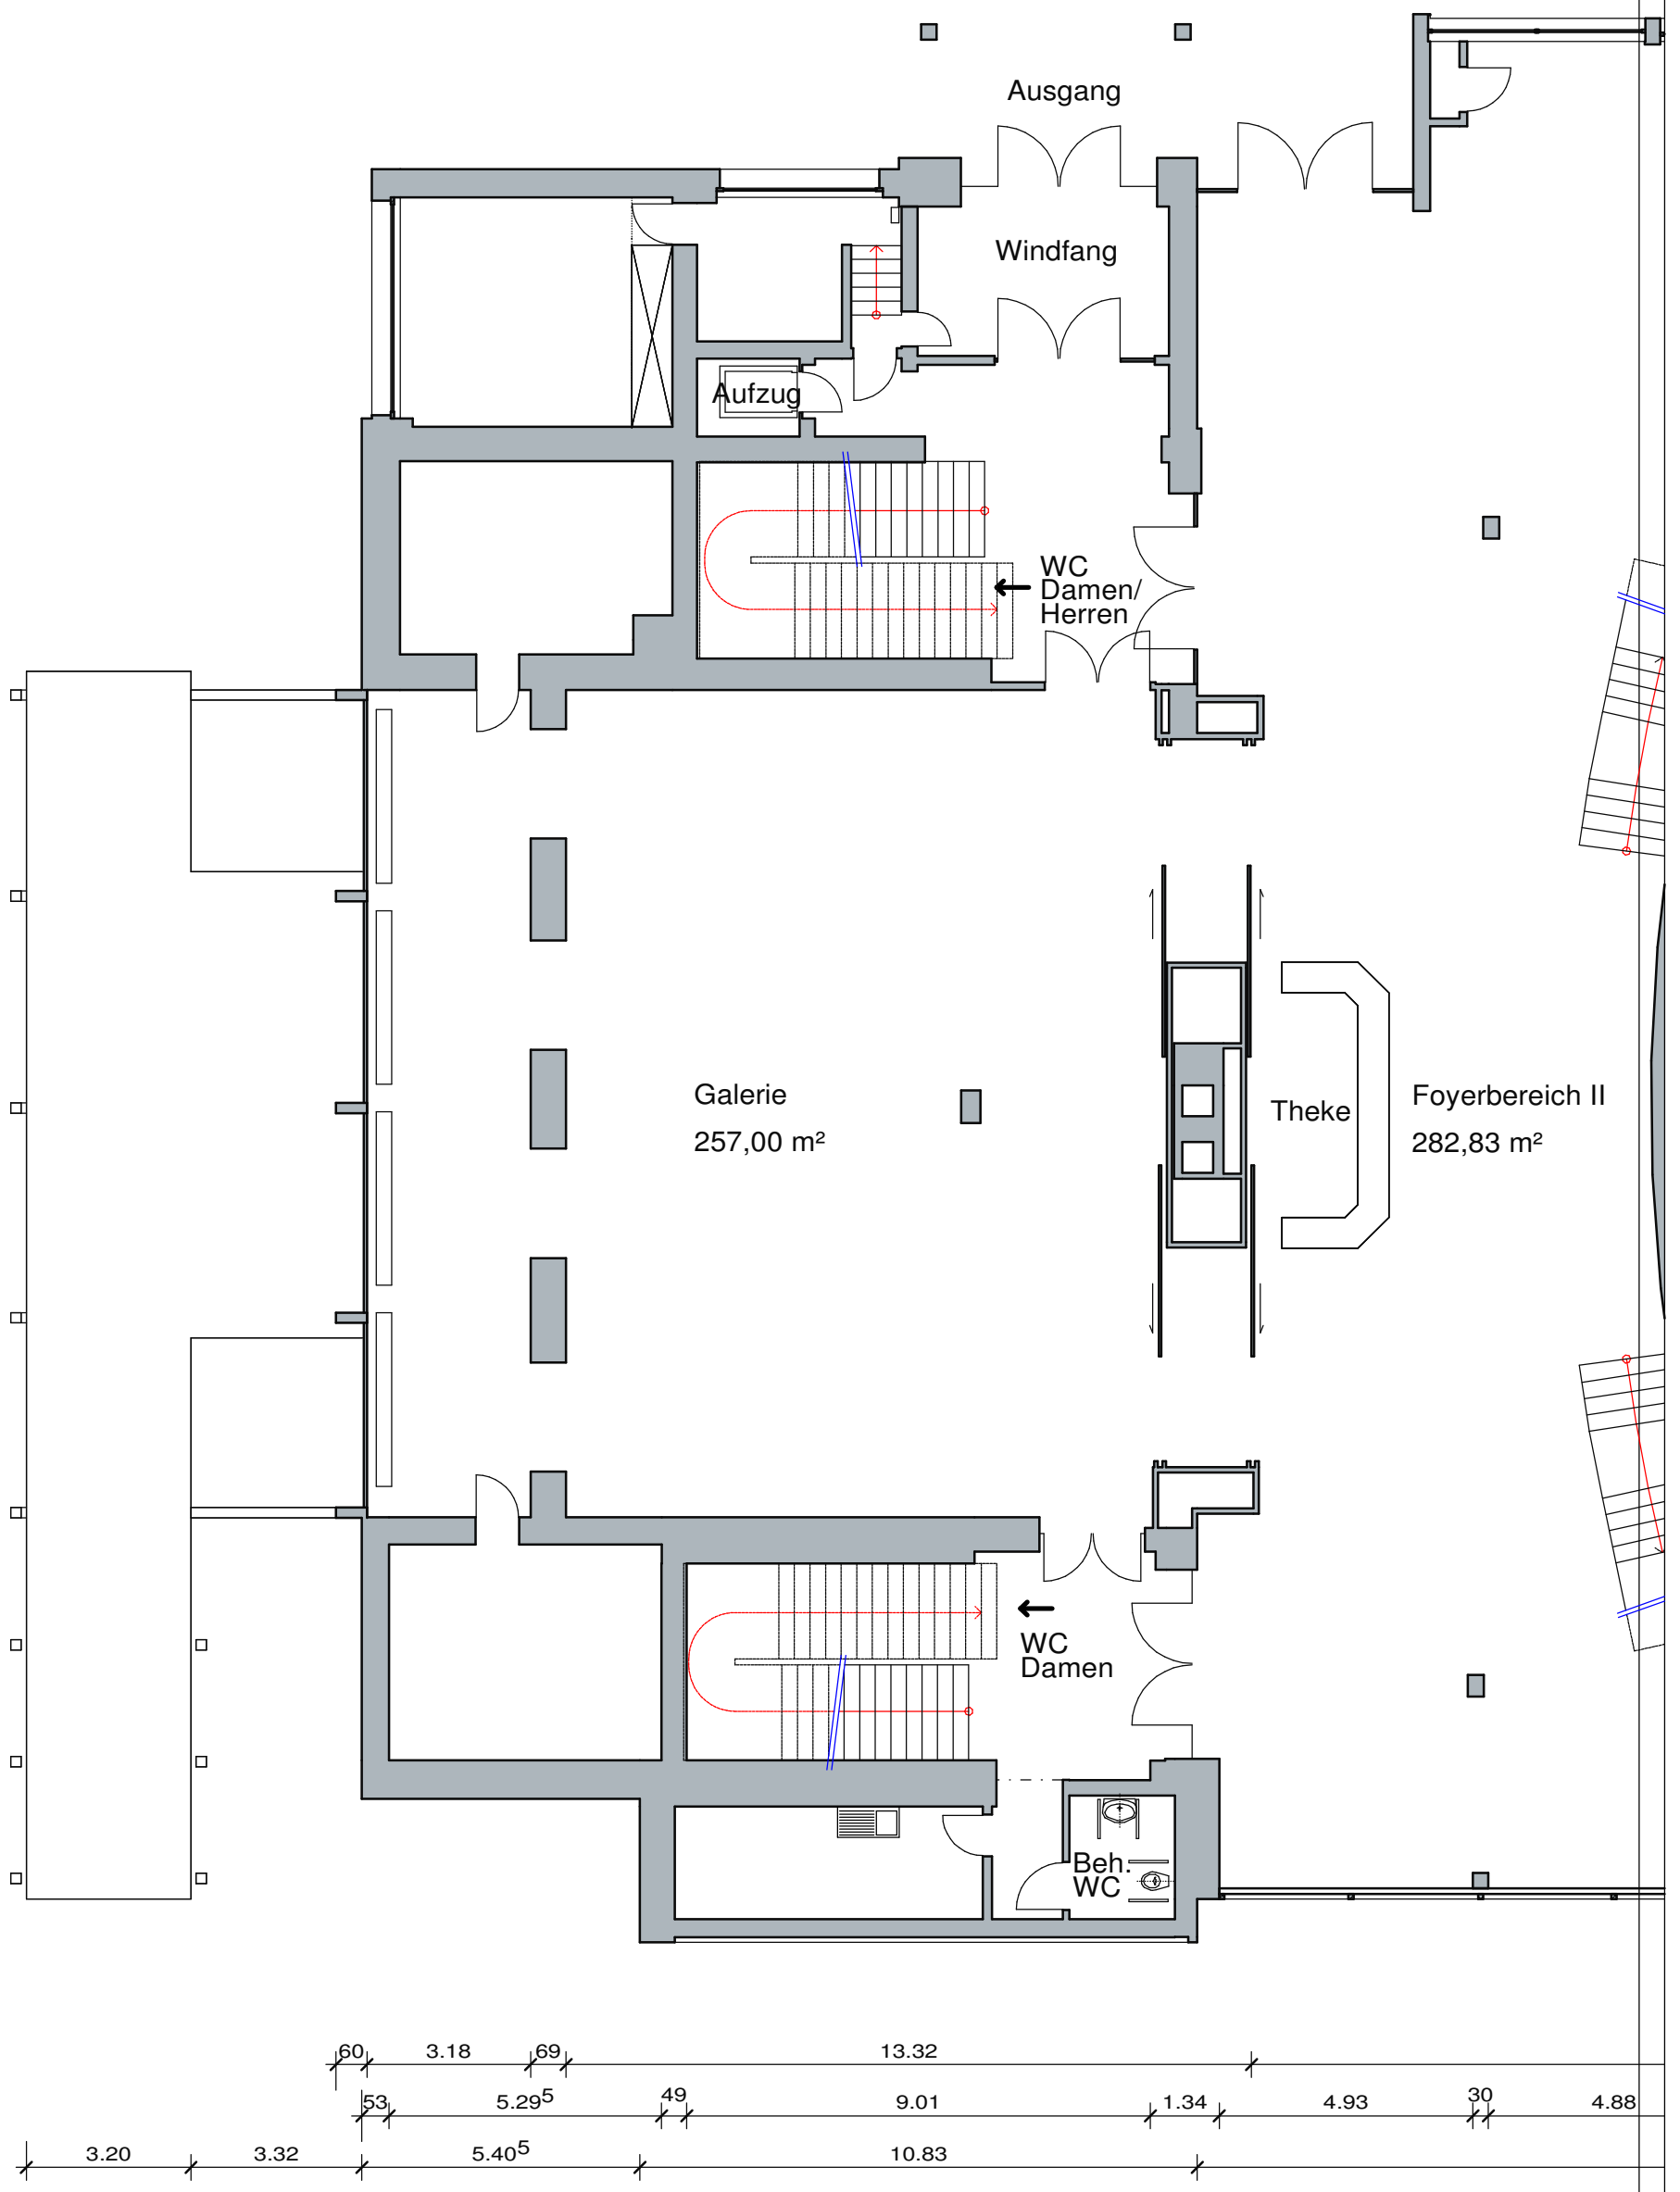 Ausgang
Windfang
Aufzug
WC
Damen/
Herren
Galerie
257,00 m²
Theke
Foyerbereich II
282,83 m²
WC
Damen
Beh.
WC
60 3.18 69 13.32
53 5.29⁵ 49 9.01 1.34 4.93 30 4.88
3.20 3.32 5.40⁵ 10.83